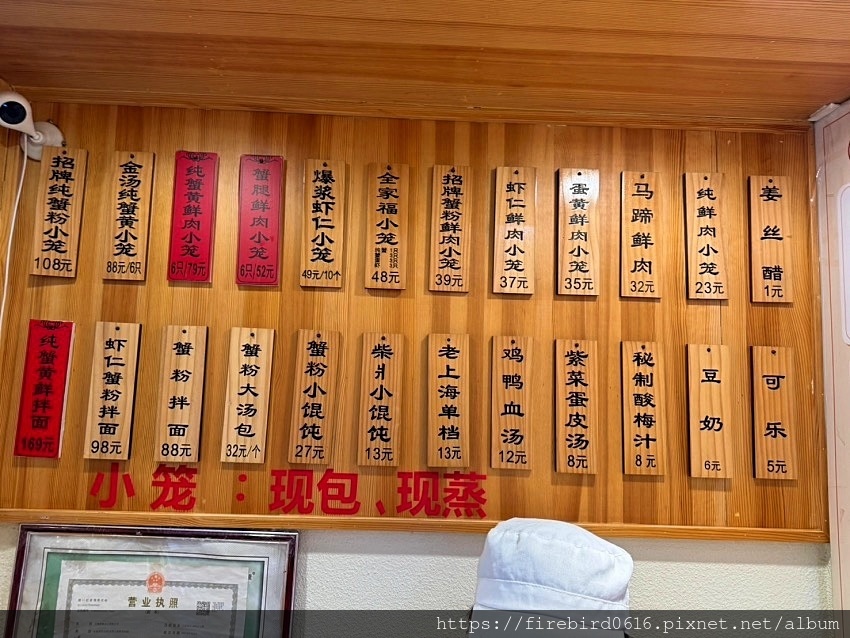 招牌纯蟹粉小笼
108元
金汤纯蟹黄小笼
88元/6只
纯蟹黄鲜肉小笼
6只/79元
蟹腿鲜肉小笼
6只/52元
爆浆虾仁小笼
49元/10个
全家福小笼
48元
招牌蟹粉鲜肉小笼
39元
虾仁鲜肉小笼
37元
蛋黄鲜肉小笼
35元
马蹄鲜肉
32元
纯鲜肉小笼
23元
姜丝醋
1元
纯蟹黄鲜拌面
169元
虾仁蟹粉拌面
98元
蟹粉拌面
88元
蟹粉大汤包
32元/个
蟹粉小馄饨
27元
柴爿小馄饨
13元
老上海单档
13元
鸡鸭血汤
12元
紫菜蛋皮汤
8元
秘制酸梅汁
8元
豆奶
6元
可乐
5元
小笼：现包、现蒸
营业执照
https://firebird0616.pixnet.net/album